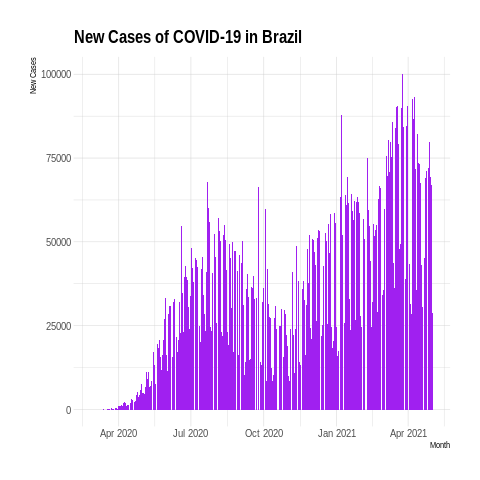 New Cases of COVID-19 in Brazil
New Cases
100000
75000
50000
25000
0
Apr 2020 Jul 2020 Oct 2020 Jan 2021 Apr 2021
Month